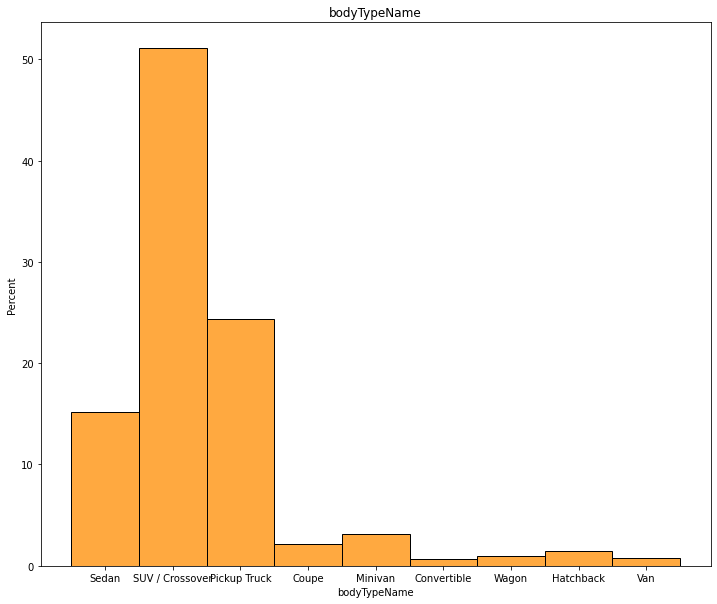 bodyTypeName
Percent
50
40
30
20
10
0
Sedan SUV / Crossover Pickup Truck Coupe Minivan Convertible Wagon Hatchback Van
bodyTypeName